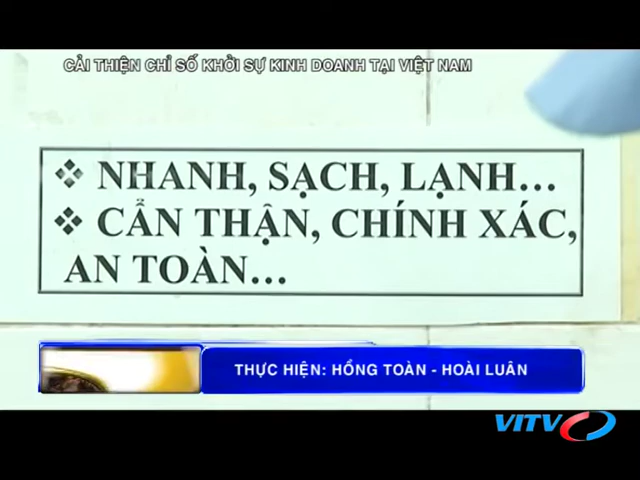 CẢI THIỆN CHỈ SỐ KHỞI SỰ KINH DOANH TẠI VIỆT NAM
❖ NHANH, SẠCH, LẠNH...
❖ CẨN THẬN, CHÍNH XÁC,
AN TOÀN...
THỰC HIỆN: HỒNG TOÀN - HOÀI LUÂN
VITV